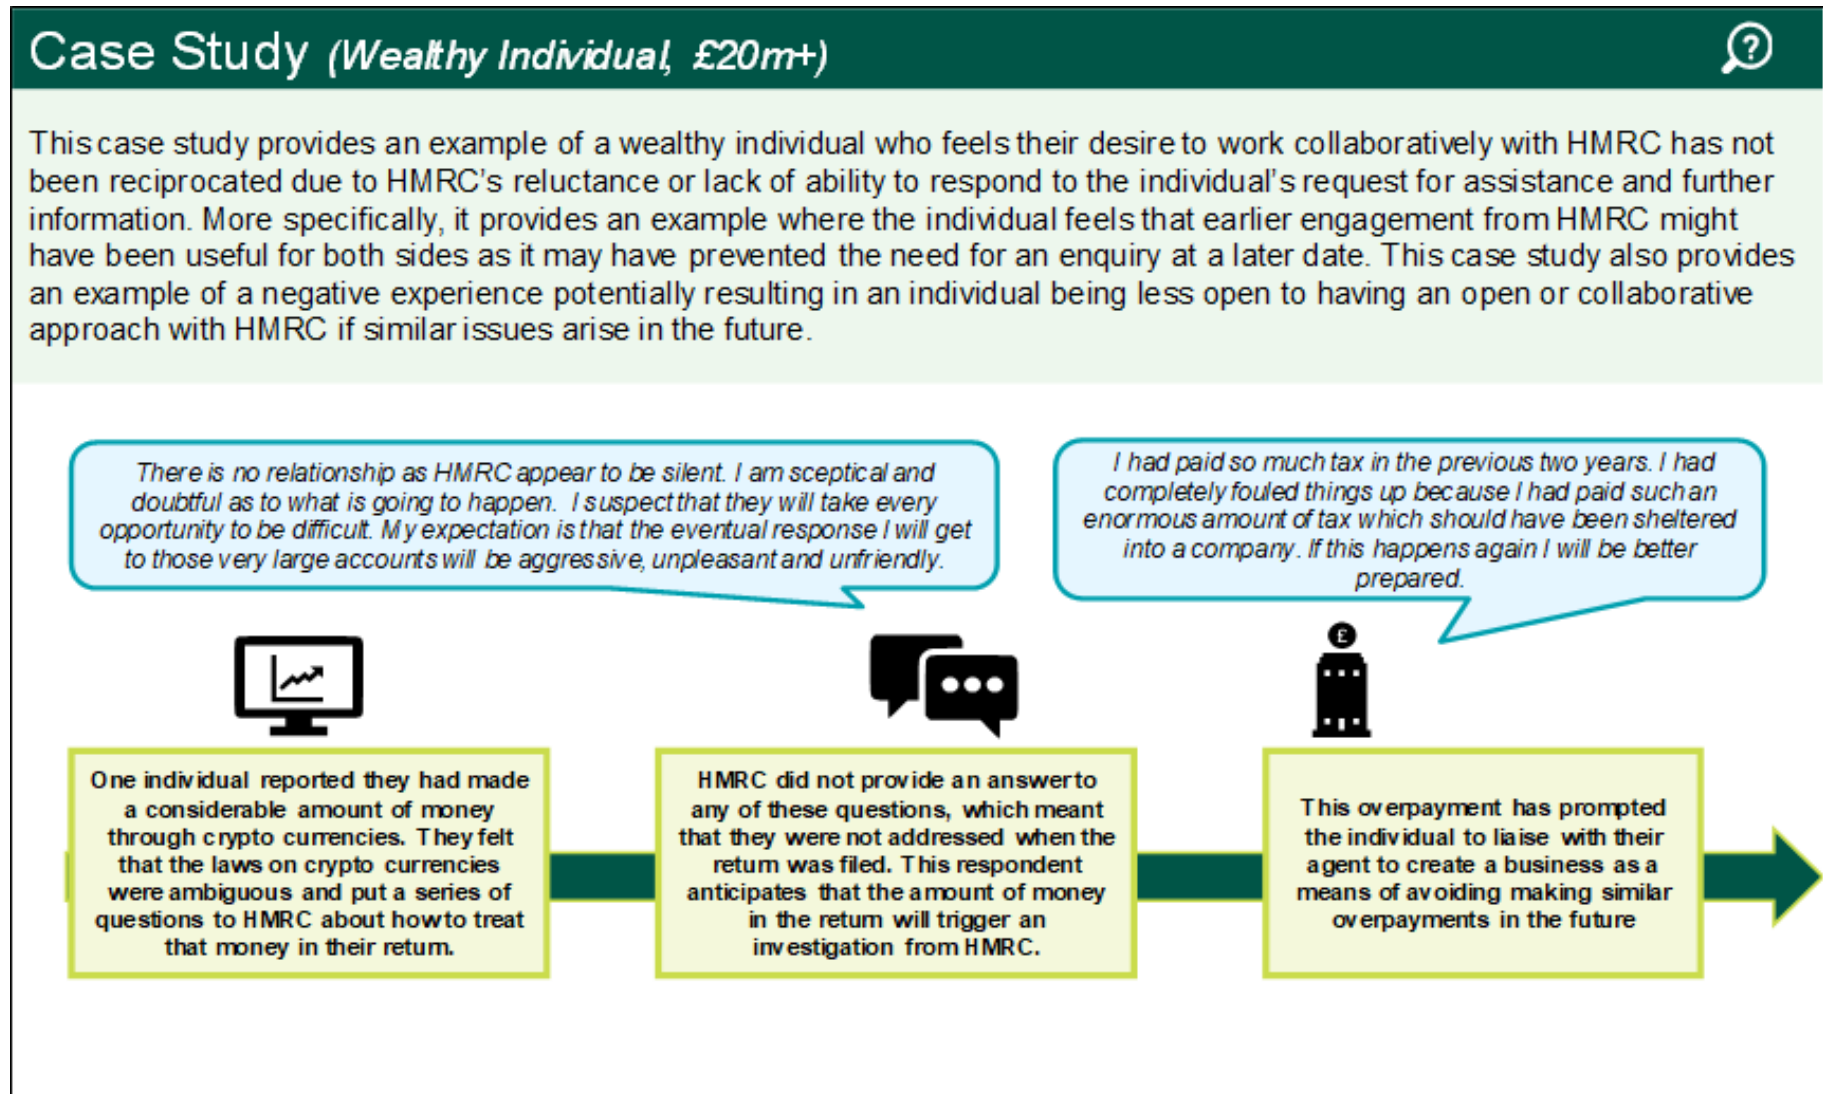 Case Study (Wealthy Individual, £20m+)
This case study provides an example of a wealthy individual who feels their desire to work collaboratively with HMRC has not
been reciprocated due to HMRC's reluctance or lack of ability to respond to the individual's request for assistance and further
information. More specifically, it provides an example where the individual feels that earlier engagement from HMRC might
have been useful for both sides as it may have prevented the need for an enquiry at a later date. This case study also provides
an example of a negative experience potentially resulting in an individual being less open to having an open or collaborative
approach with HMRC if similar issues arise in the future.
There is no relationship as HMRC appear to be silent. I am sceptical and
doubtful as to what is going to happen. I suspect that they will take every
opportunity to be difficult. My expectation is that the eventual response I will get
to those very large accounts will be aggressive, unpleasant and unfriendly.
I had paid so much tax in the previous two years. I had
completely fouled things up because I had paid such an
enormous amount of tax which should have been sheltered
into a company. If this happens again I will be better
prepared.
£
One individual reported they had made
a considerable amount of money
through crypto currencies. They felt
that the laws on crypto currencies
were ambiguous and put a series of
questions to HMRC about how to treat
that money in their return.
HMRC did not provide an answer to
any of these questions, which meant
that they were not addressed when the
return was filed. This respondent
anticipates that the amount of money
in the return will trigger an
investigation from HMRC.
This overpayment has prompted
the individual to liaise with their
agent to create a business as a
means of avoiding making similar
overpayments in the future